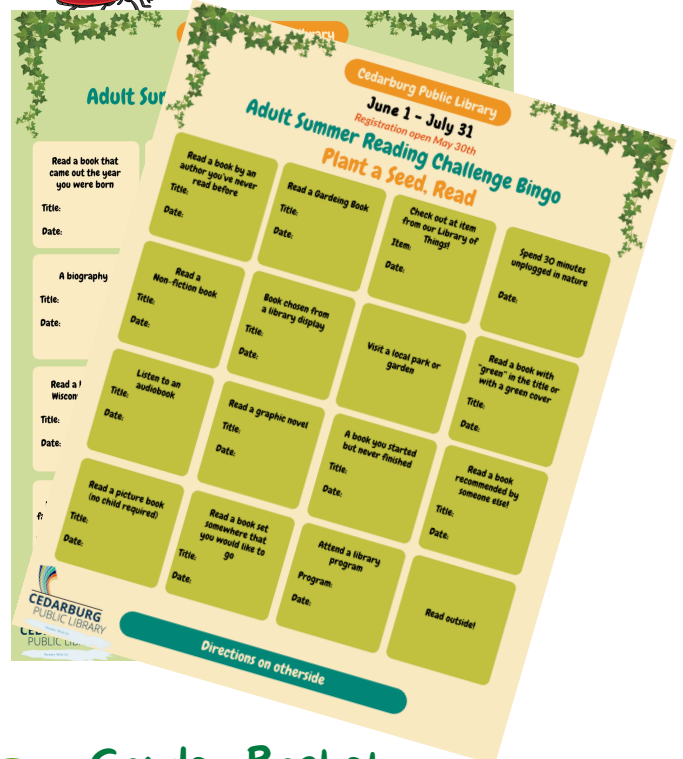 Cedarburg Public Library
June 1 - July 31
Registration open May 30th
Adult Summer Reading Challenge Bingo
Plant a Seed, Read
Read a book by an
author you've never
read before
Title:
Date:
Read a Gardeing Book
Title:
Date:
Check out at item
from our Library of
Things!
Item:
Date:
Spend 30 minutes
unplugged in nature
Date:
Read a
Non-fiction book
Title:
Date:
Book chosen from
a library display
Title:
Date:
Visit a local park or
garden
Read a book with
"green" in the title or
with a green cover
Title:
Date:
Listen to an
audiobook
Title:
Date:
Read a graphic novel
Title:
Date:
A book you started
but never finished
Title:
Date:
Read a book
recommended by
someone else!
Title:
Date:
Read a picture book
(no child required)
Title:
Date:
Read a book set
somewhere that
you would like to
go
Title:
Date:
Attend a library
program
Program:
Date:
Read outside!
CEDARBURG
PUBLIC LIBRARY
Directions on otherside
Adult
Read a book that
came out the year
you were born
Title:
Date:
A biography
Title:
Date:
Read a
Title:
Date:
PUBLIC